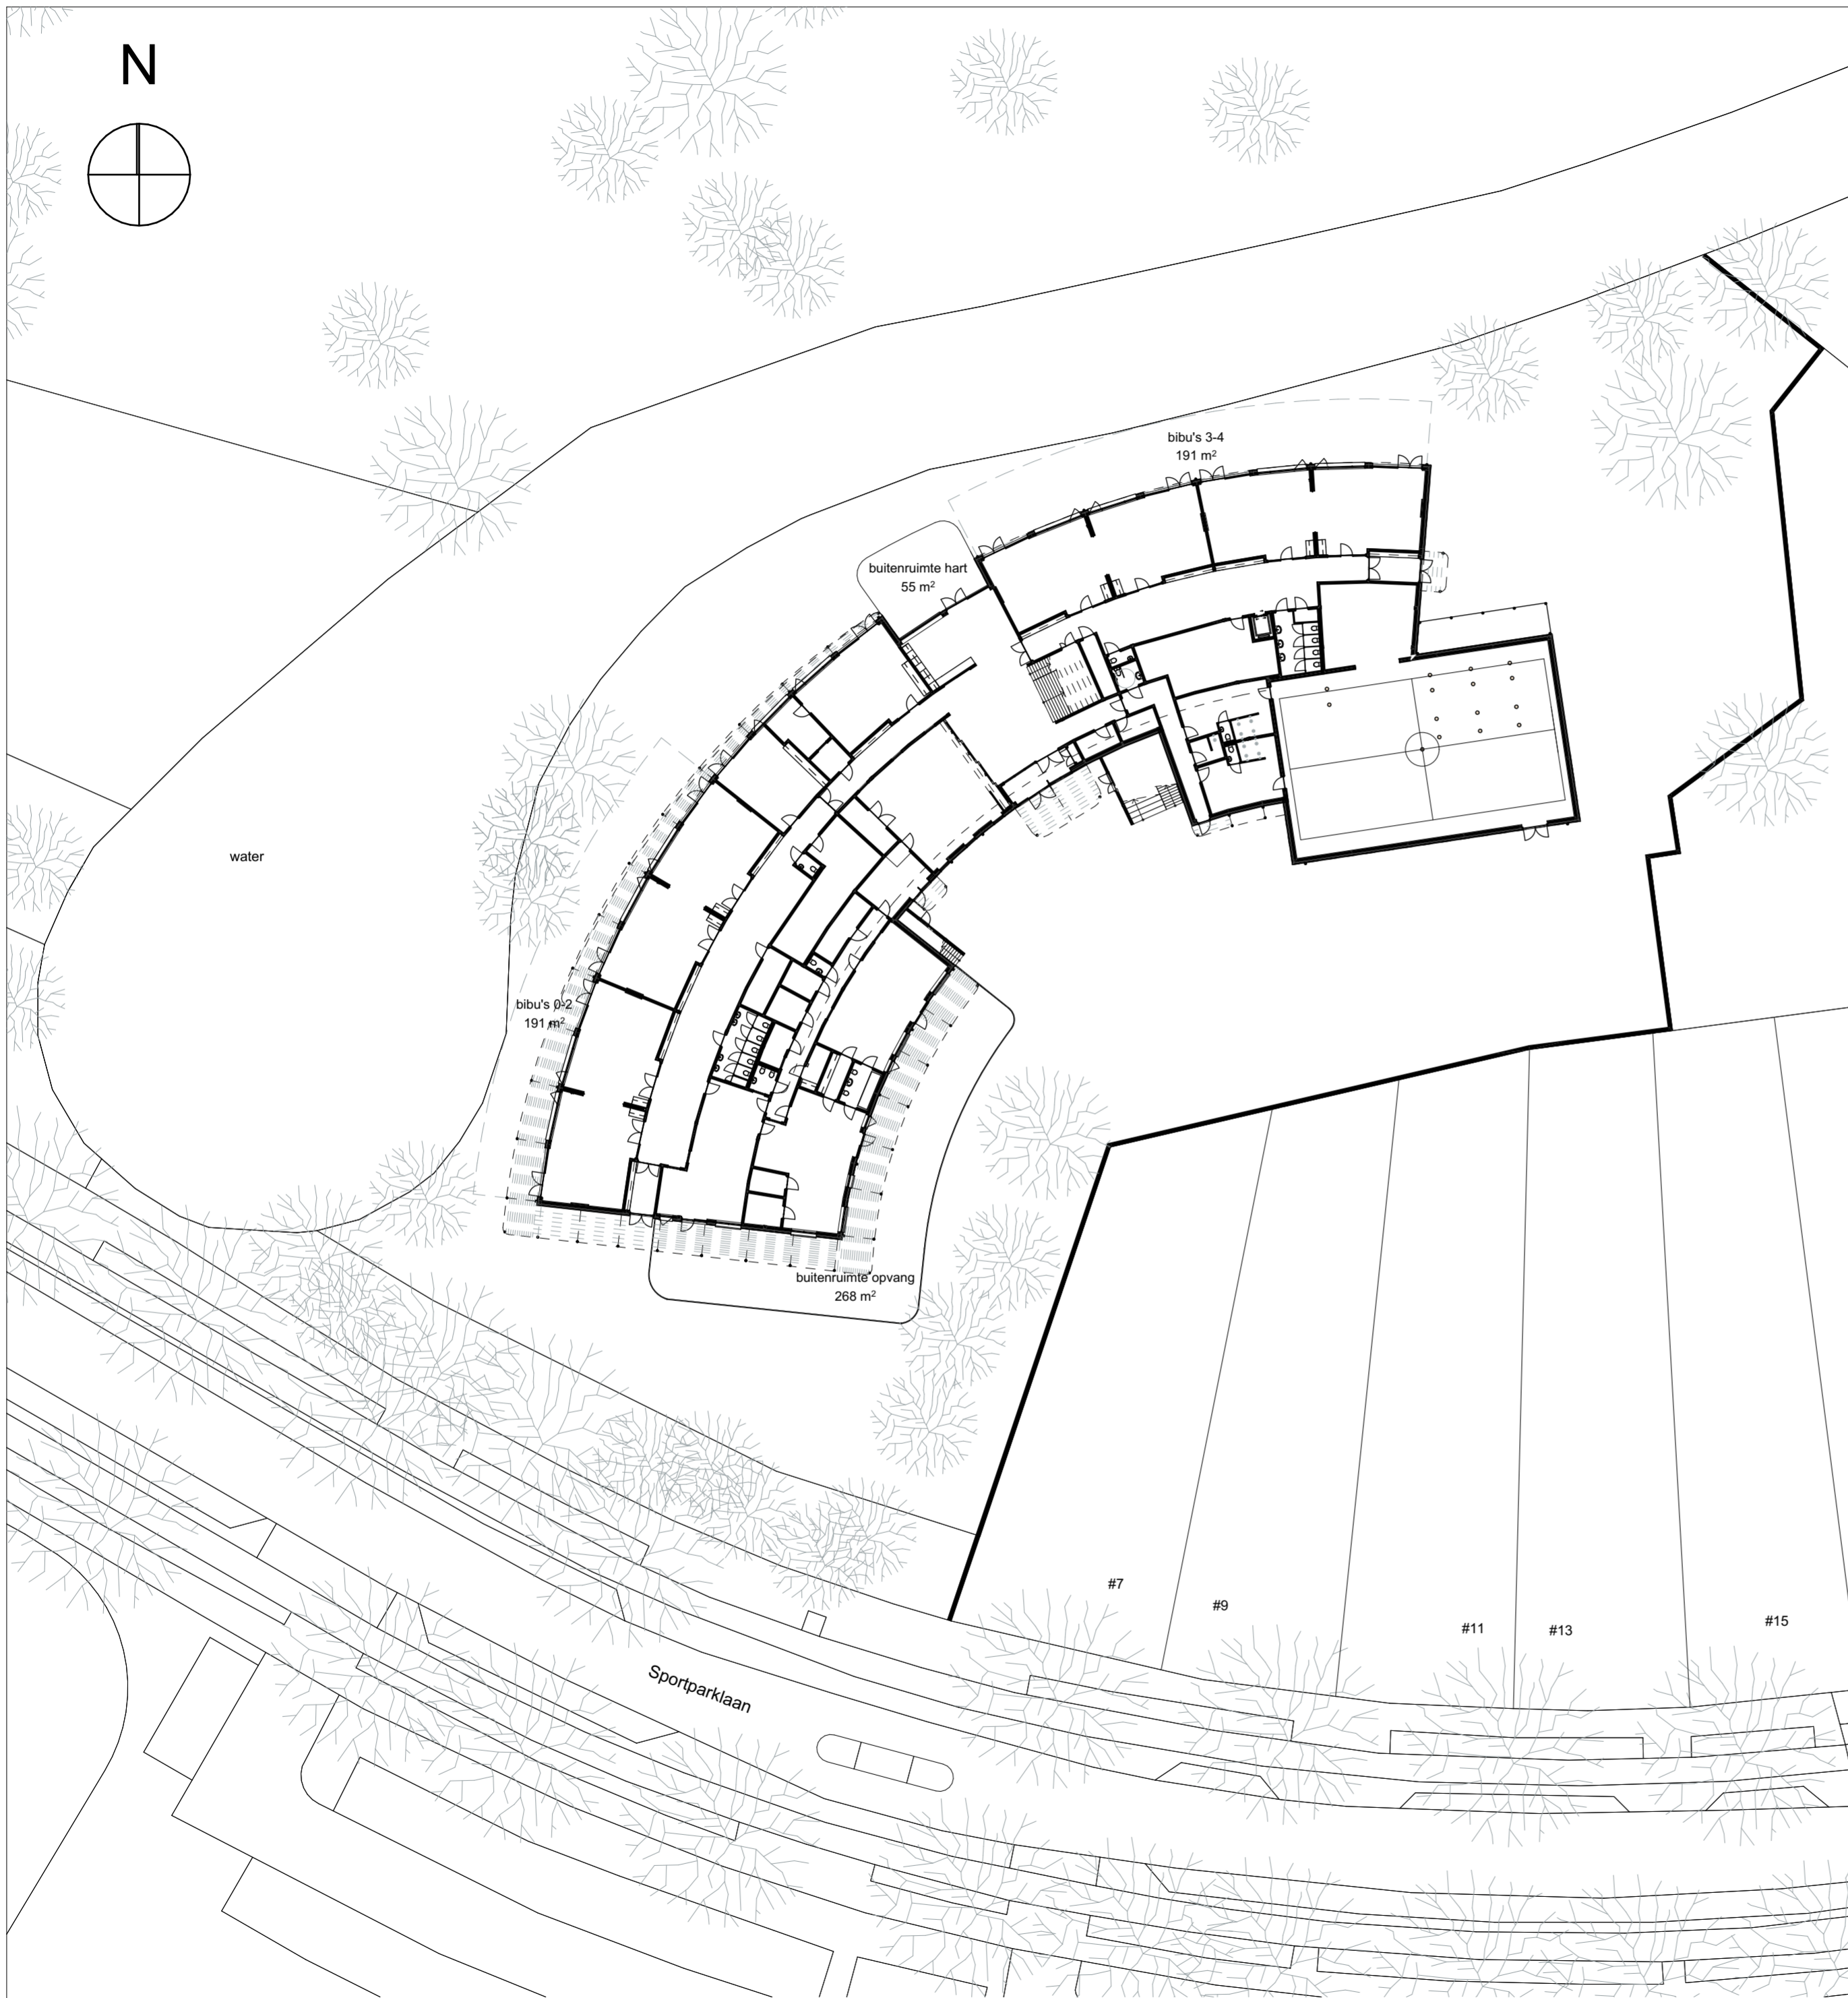 N
bibu's 3-4
191 m²
buitenruimte hart
55 m²
water
bibu's 0-2
191 m²
buitenruimte opvang
268 m²
#7
#9
#11
#13
#15
Sportparklaan